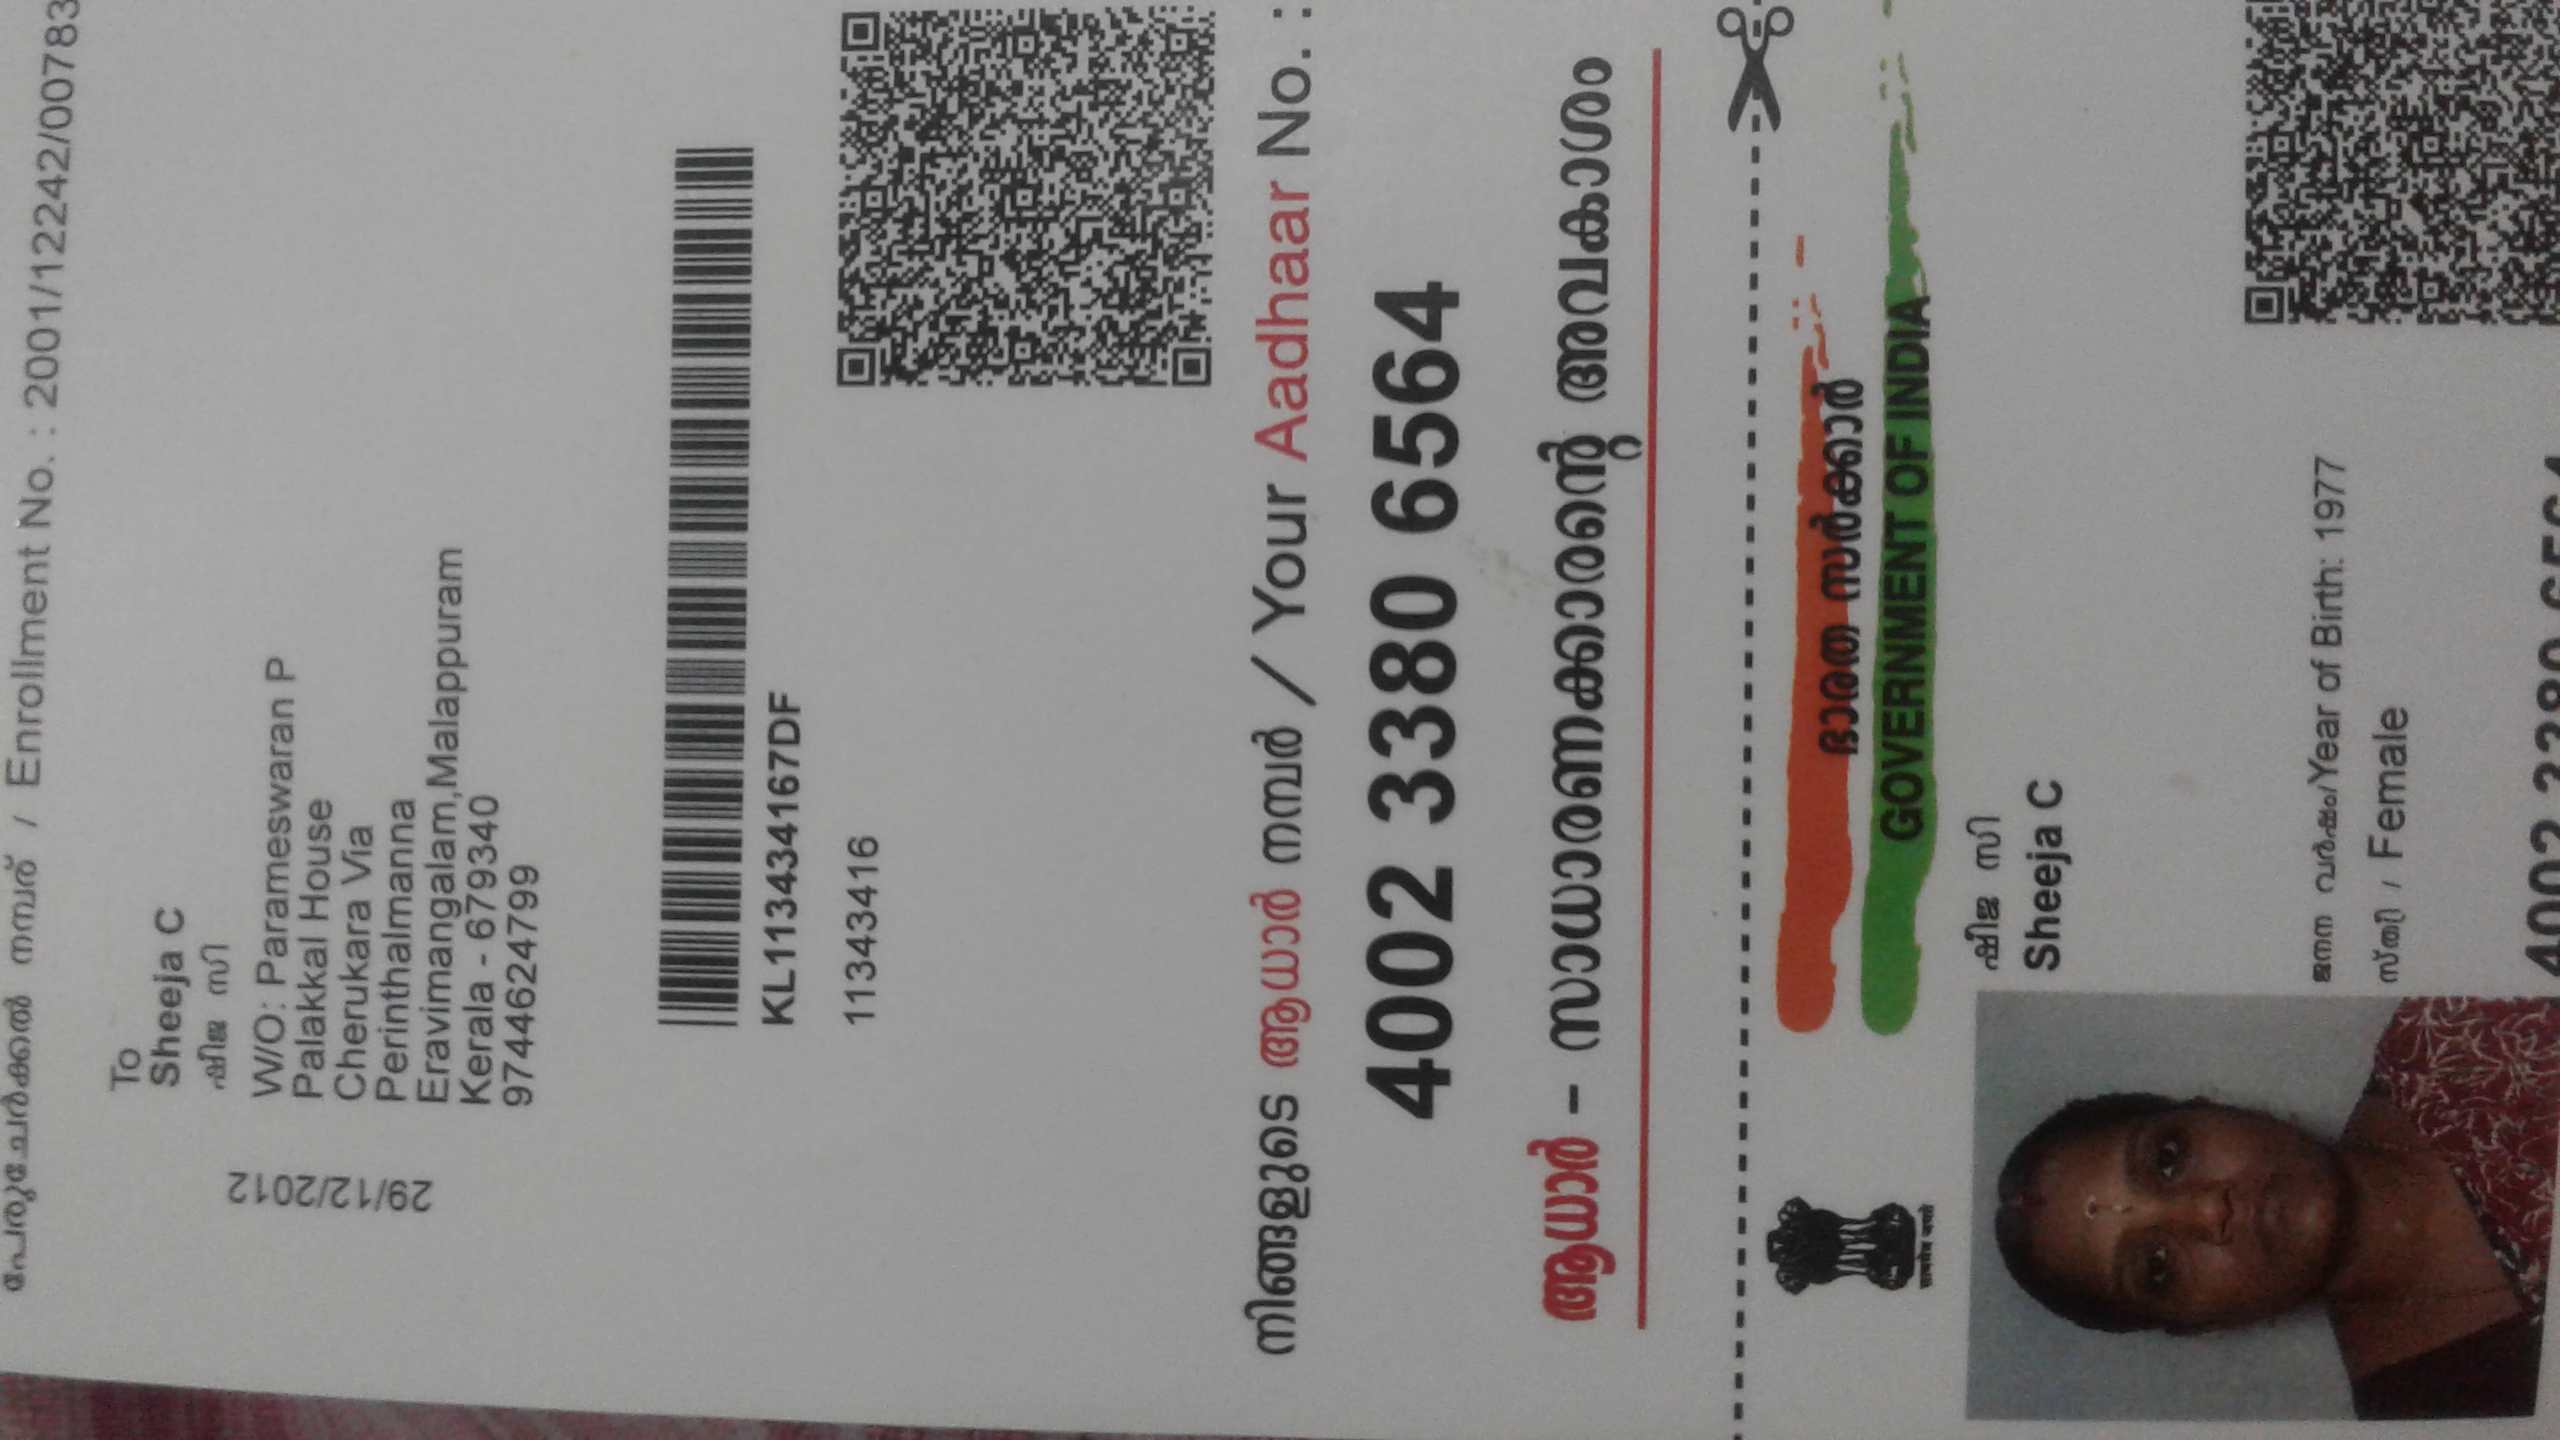 പേരുചേർക്കൽ നമ്പര് / Enrollment No. : 2001/12242/00783
To
Sheeja C
ഷീജ സി
W/O: Parameswaran P
Palakkal House
Cherukara Via
Perinthalmanna
Eravimangalam,Malappuram
Kerala - 679340
9744624799
29/12/2012
KL113434167DF
11343416
നിങ്ങളുടെ ആധാർ നമ്പർ / Your Aadhaar No. :
4002 3380 6564
ആധാർ – സാധാരണക്കാരന്റെ അവകാശം
ഭാരത സർക്കാർ
GOVERNMENT OF INDIA
सत्यमेव जयते
ഷീജ സി
Sheeja C
ജനന വർഷം/Year of Birth: 1977
സ്ത്രീ / Female
4002 3380 6564